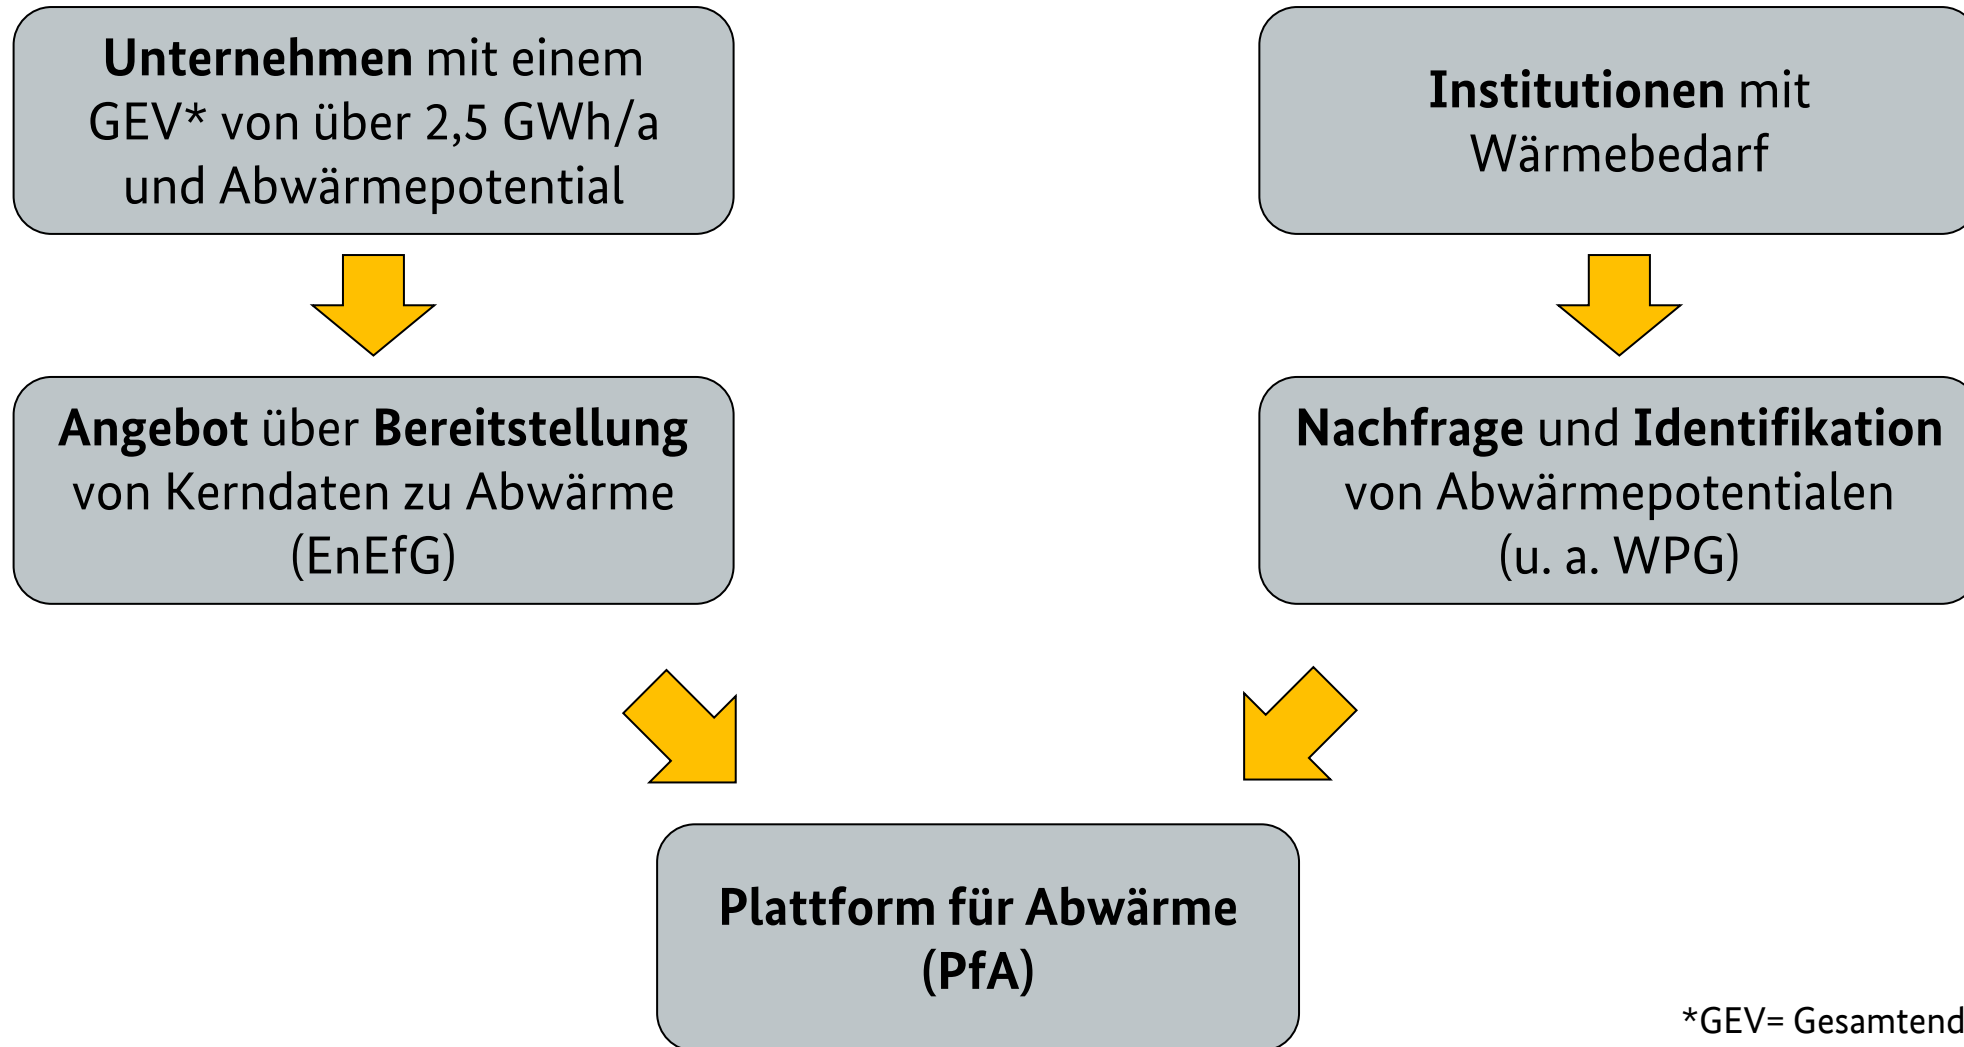 Unternehmen mit einem
GEV* von über 2,5 GWh/a
und Abwärmepotential
Institutionen mit
Wärmebedarf
Angebot über Bereitstellung
von Kerndaten zu Abwärme
(EnEfG)
Nachfrage und Identifikation
von Abwärmepotentialen
(u. a. WPG)
Plattform für Abwärme
(PfA)
*GEV= Gesamtend